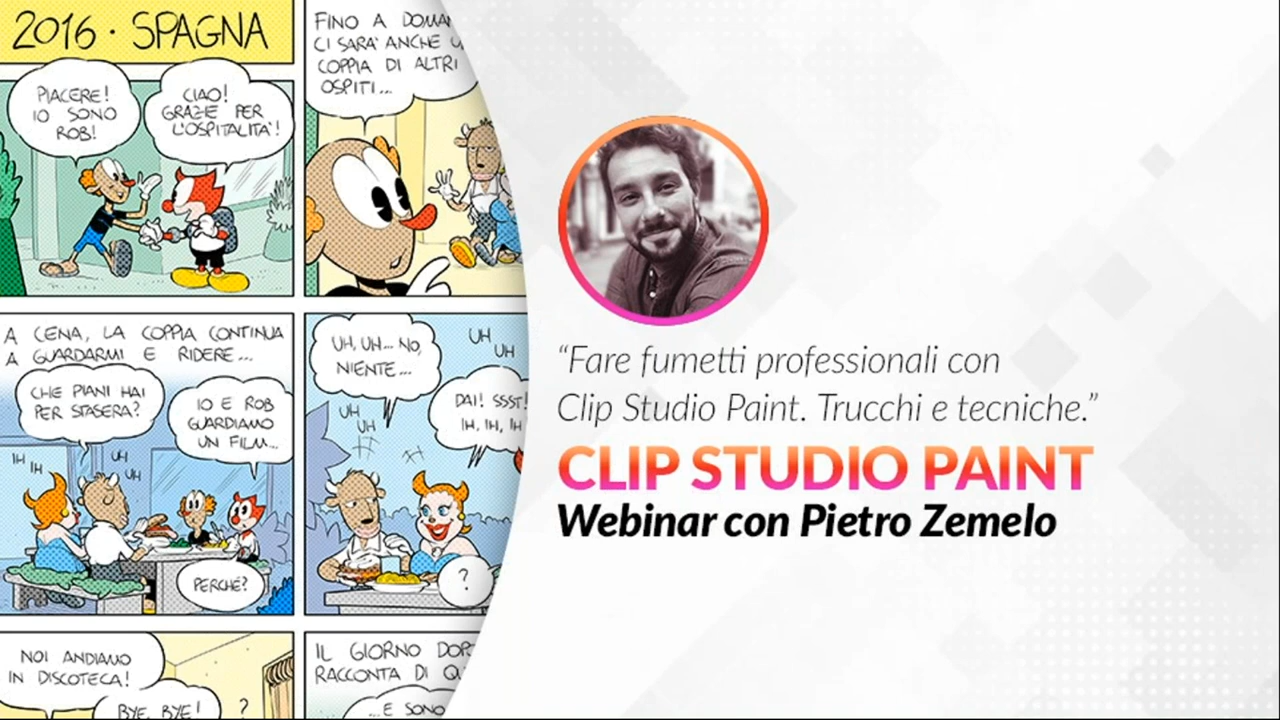 2016 · SPAGNA
PIACERE!
IO SONO
ROB!
CIAO!
GRAZIE PER
L'OSPITALITA'!
FINO A
CI SARA' ANCHE
COPPIA DI ALTRI
OSPITI...
A CENA, LA COPPIA CONTINUA
A GUARDARMI E RIDERE...
CHE PIANI HAI
PER STASERA?
IO E ROB
GUARDIAMO
UN FILM...
IH IH
UH
UH
PERCHÉ?
UH, UH... NO,
NIENTE...
UH
UH
UH
UH
DAI! SSST!
IH, IH, IH
?
NOI ANDIAMO
IN DISCOTECA!
BYE, BYE!
?
IL GIORNO
RACCONTA DI
...E SONO
“Fare fumetti professionali con
Clip Studio Paint. Trucchi e tecniche.”
CLIP STUDIO PAINT
Webinar con Pietro Zemelo